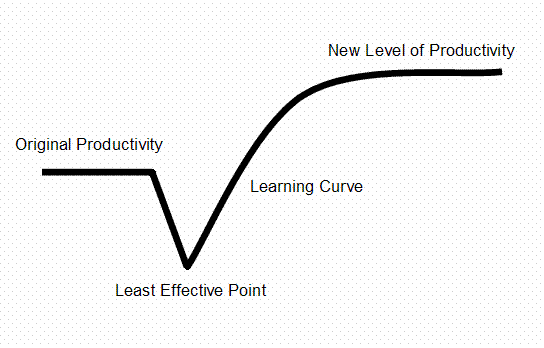 New Level of Productivity
Original Productivity
Learning Curve
Least Effective Point